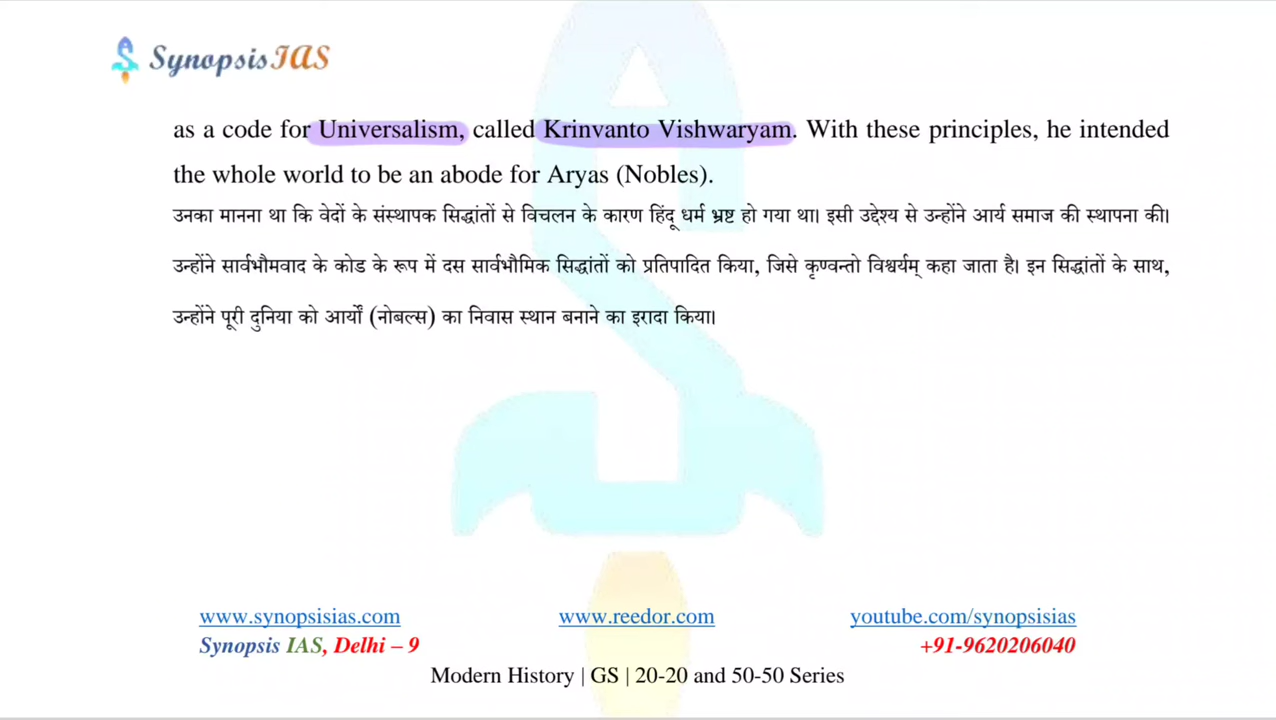 Synopsis IAS
as a code for Universalism, called Krinvanto Vishwaryam. With these principles, he intended
the whole world to be an abode for Aryas (Nobles).
उनका मानना था कि वेदों के संस्थापक सिद्धांतों से विचलन के कारण हिंदू धर्म भ्रष्ट हो गया था। इसी उद्देश्य से उन्होंने आर्य समाज की स्थापना की।
उन्होंने सार्वभौमवाद के कोड के रूप में दस सार्वभौमिक सिद्धांतों को प्रतिपादित किया, जिसे कृण्वन्तो विश्वर्यम् कहा जाता है। इन सिद्धांतों के साथ,
उन्होंने पूरी दुनिया को आर्यों (नोबल्स) का निवास स्थान बनाने का इरादा किया।
www.synopsisias.com www.reedor.com youtube.com/synopsisias
Synopsis IAS, Delhi – 9 +91-9620206040
Modern History | GS | 20-20 and 50-50 Series